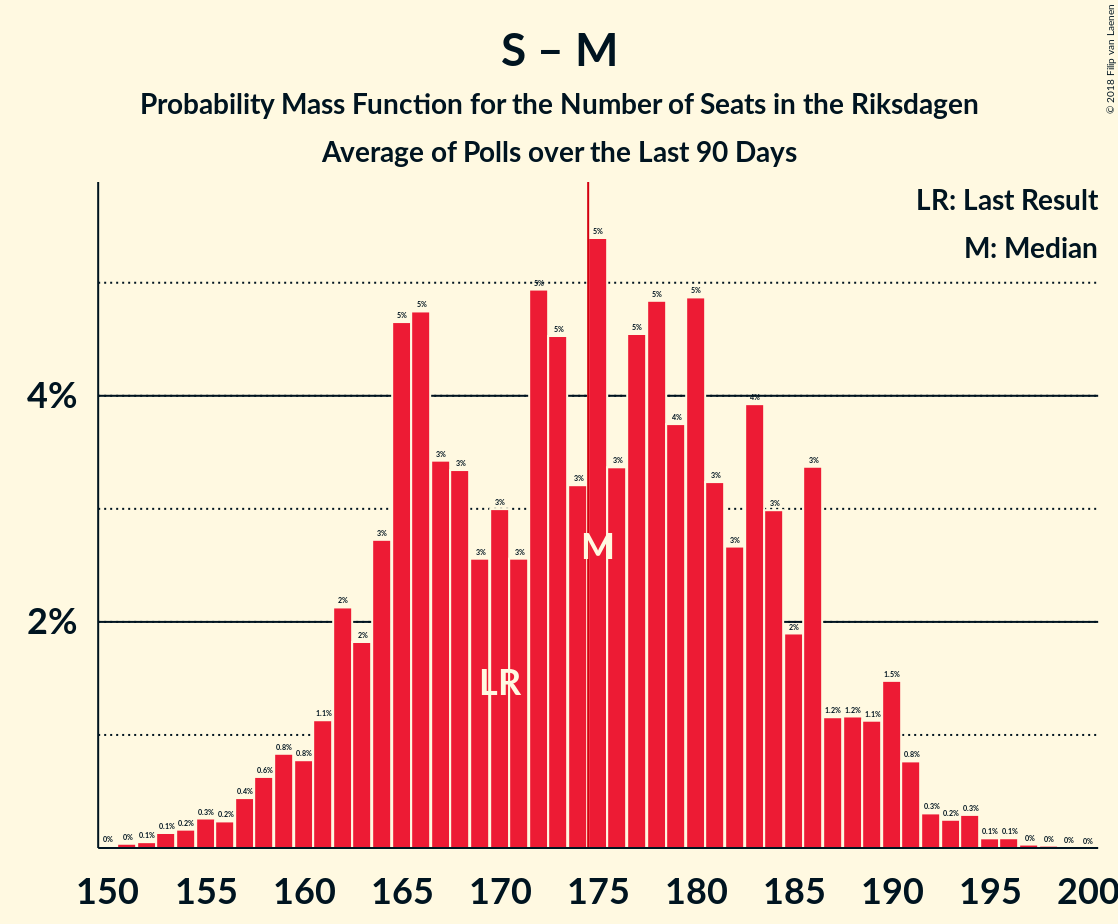 S – M
Probability Mass Function for the Number of Seats in the Riksdagen
Average of Polls over the Last 90 Days
© 2018 Filip van Laenen
LR: Last Result
M: Median
4%
2%
0% 0% 0.1% 0.1% 0.2% 0.3% 0.2% 0.4% 0.6% 0.8% 0.8% 1.1% 2% 2% 3% 5% 5% 3% 3% 3% 3% 3% 5% 5% 3% 5% 3% 5% 5% 4% 5% 3% 3% 4% 3% 2% 3% 1.2% 1.2% 1.1% 1.5% 0.8% 0.3% 0.2% 0.3% 0.1% 0.1% 0% 0% 0% 0%
M
LR
150 155 160 165 170 175 180 185 190 195 200